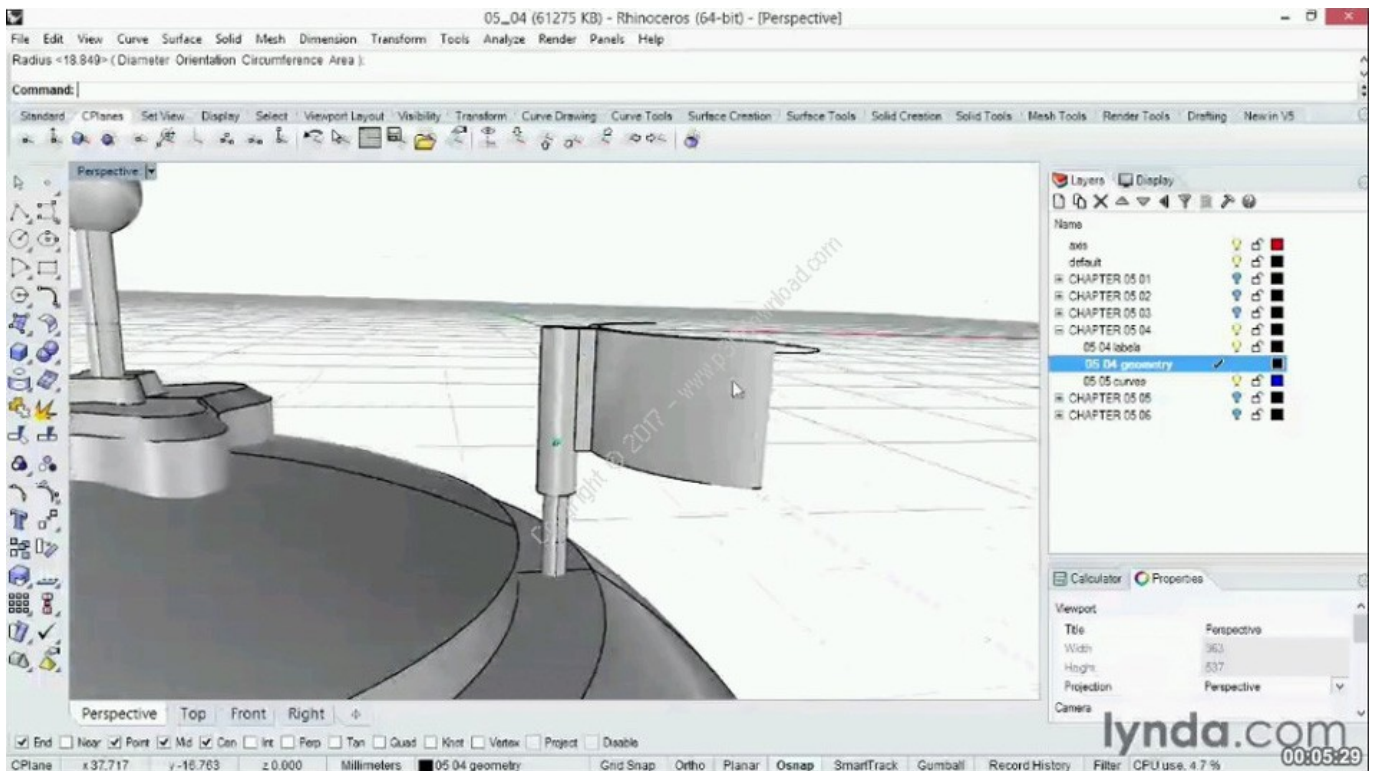 05_04 (61275 KB) - Rhinoceros (64-bit) - [Perspective]
File Edit View Curve Surface Solid Mesh Dimension Transform Tools Analyze Render Panels Help
Radius <18.849> ( Diameter Orientation Circumference Area ):
Command:
Standard CPlanes Set View Display Select Viewport Layout Visibility Transform Curve Drawing Curve Tools Surface Creation Surface Tools Solid Creation Solid Tools Mesh Tools Render Tools Drafting New in V5
Perspective
Layers Display
Name
axis
default
CHAPTER 05 01
CHAPTER 05 02
CHAPTER 05 03
CHAPTER 05 04
05 04 labels
05 04 geometry
05 05 curves
CHAPTER 05 05
CHAPTER 05 06
Copyright © 2017 - www.p30download.com
Calculator Properties
Viewport
Title Perspective
Width 963
Height 537
Projection Perspective
Camera
Perspective Top Front Right
End Near Point Mid Cen Int Perp Tan Quad Knot Vertex Project Disable
lynda.com
00:05:29
CPlane x 37.717 y -16.763 z 0.000 Millimeters 05 04 geometry Grid Snap Ortho Planar Osnap SmartTrack Gumball Record History Filter CPU use: 4.7 %